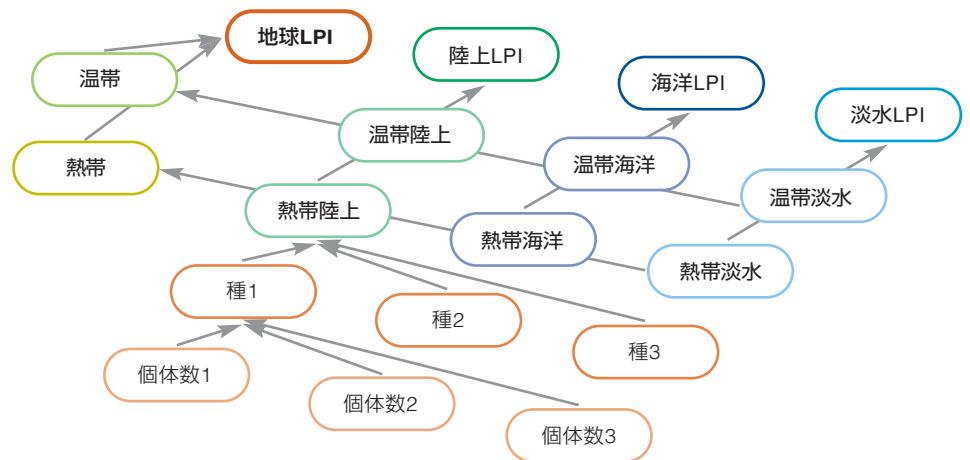 地球LPI
陸上LPI
温帯
海洋LPI
淡水LPI
温帯陸上
熱帯
温帯海洋
温帯淡水
熱帯陸上
熱帯海洋
熱帯淡水
種1
種2
種3
個体数1
個体数2
個体数3